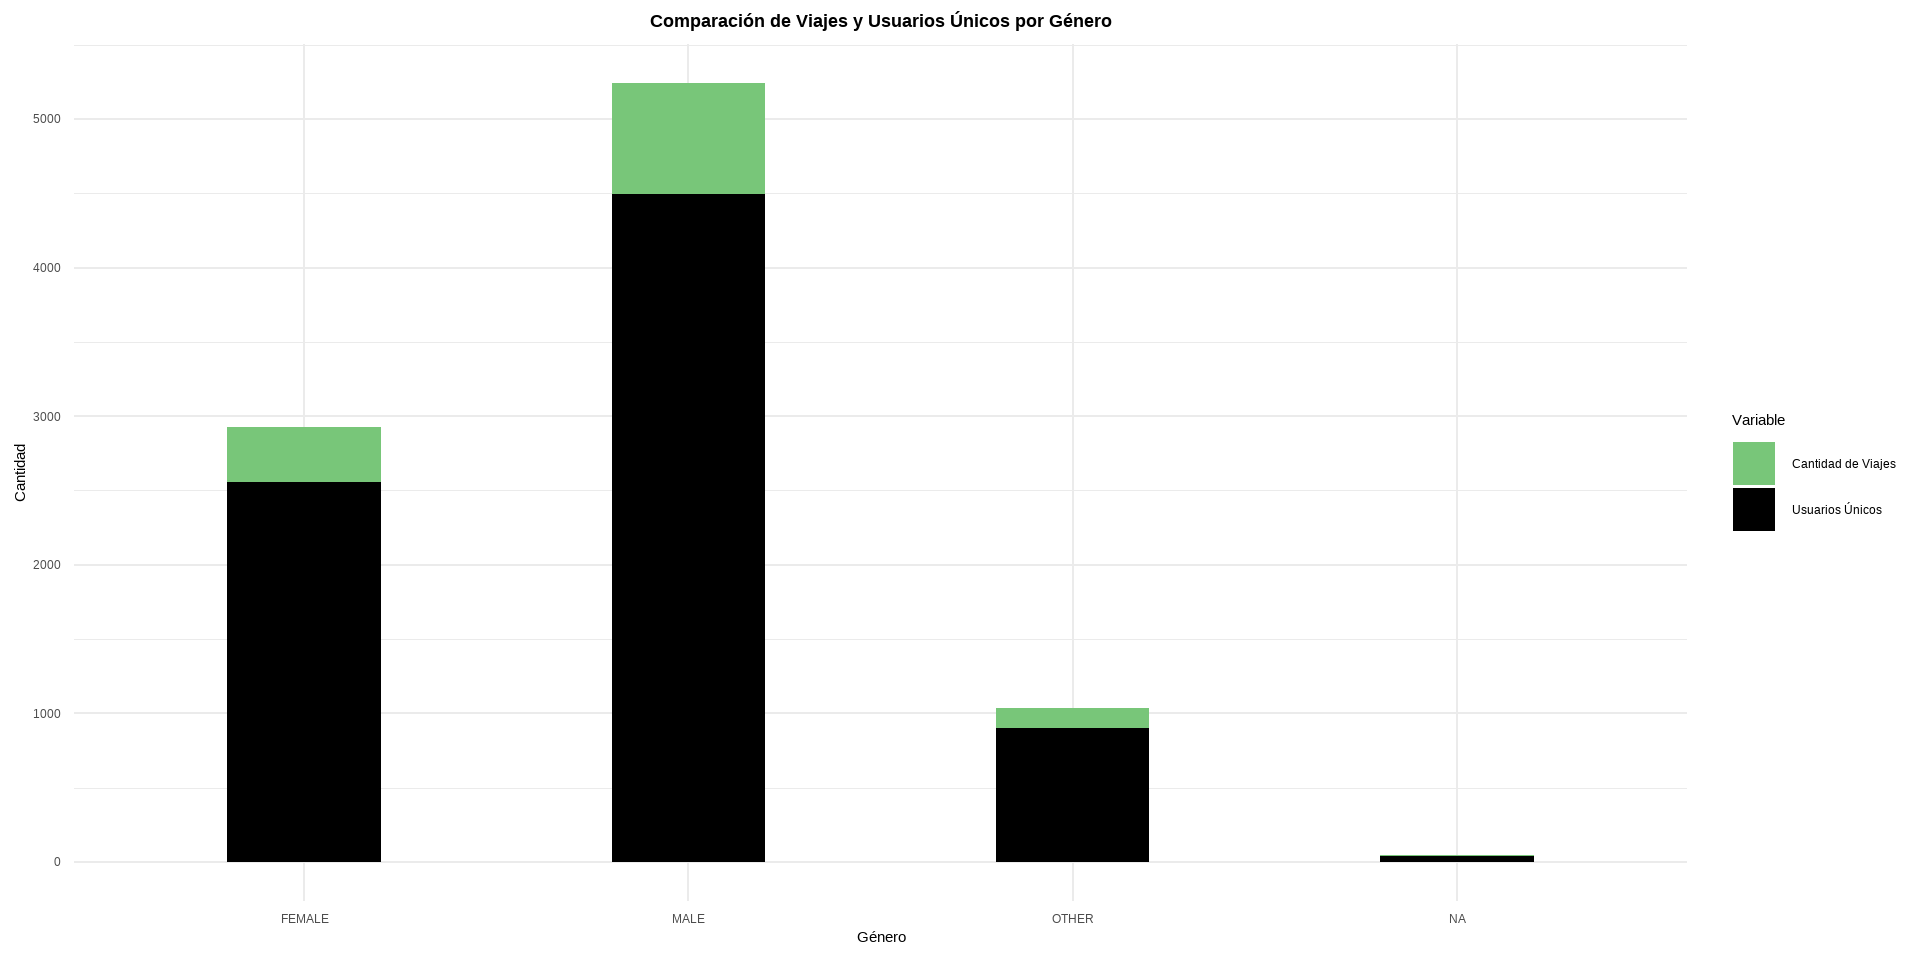 Comparación de Viajes y Usuarios Únicos por Género
Cantidad
5000
4000
3000
2000
1000
0
FEMALE
MALE
OTHER
NA
Género
Variable
Cantidad de Viajes
Usuarios Únicos